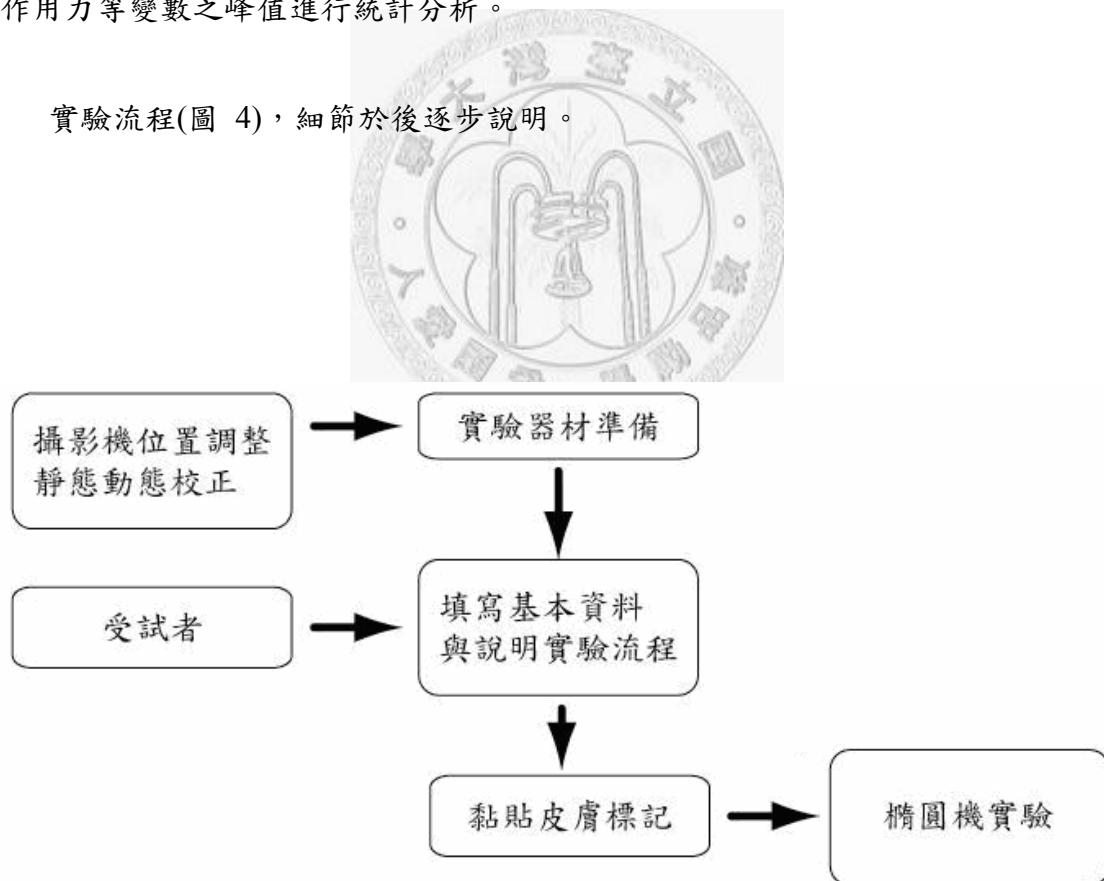 作用力等變數之峰值進行統計分析。
實驗流程(圖 4)，細節於後逐步說明。
攝影機位置調整
靜態動態校正
實驗器材準備
受試者
填寫基本資料
與說明實驗流程
黏貼皮膚標記
橢圓機實驗